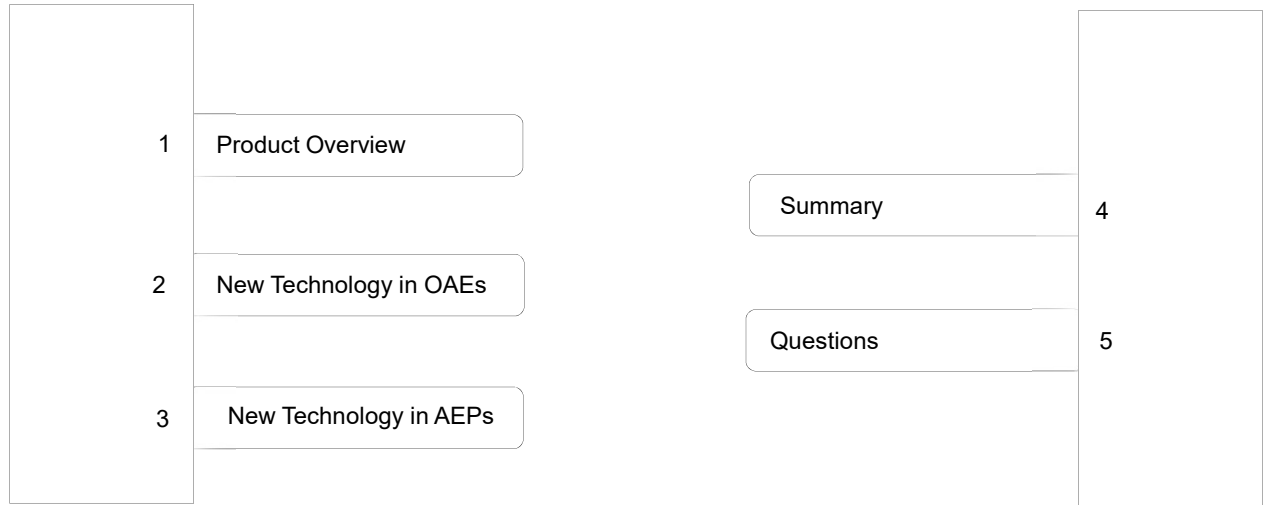 1 Product Overview
2 New Technology in OAEs
3 New Technology in AEPs
Summary 4
Questions 5